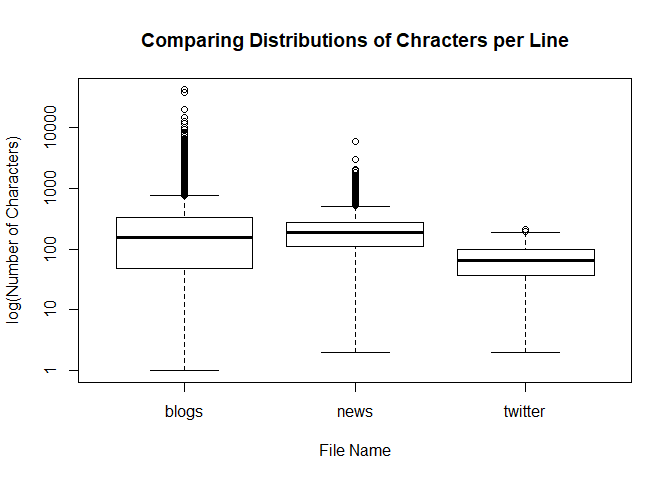 Comparing Distributions of Chracters per Line
log(Number of Characters)
10000
1000
100
10
1
blogs news twitter
File Name